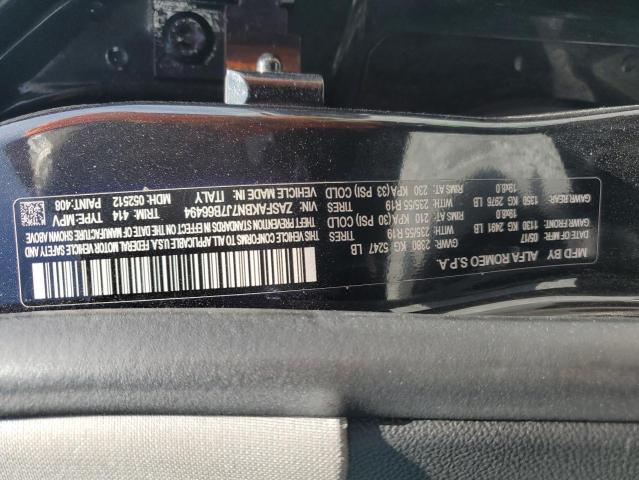 MFD BY ALFA ROMEO S.P.A.
DATE OF MFR 05/17 GVWR: 2380 KG 5247 LB
GAWR FRONT: 1130 KG 2491 LB WITH: 235/55 R19 TIRES
18x8.0 RIMS AT: 210 KPA (30 PSI) COLD
GAWR REAR: 1350 KG 2976 LB WITH: 235/55 R19 TIRES
18x8.0 RIMS AT: 230 KPA (33 PSI) COLD
THIS VEHICLE CONFORMS TO ALL APPLICABLE U.S.A. FEDERAL MOTOR VEHICLE SAFETY AND
THEFT PREVENTION STANDARDS IN EFFECT ON THE DATE OF MANUFACTURE SHOWN ABOVE
VIN: ZASFAKBN7J7B66494 TYPE: MPV
VEHICLE MADE IN: ITALY TRIM: 414
MDH: 052512 PAINT: 408